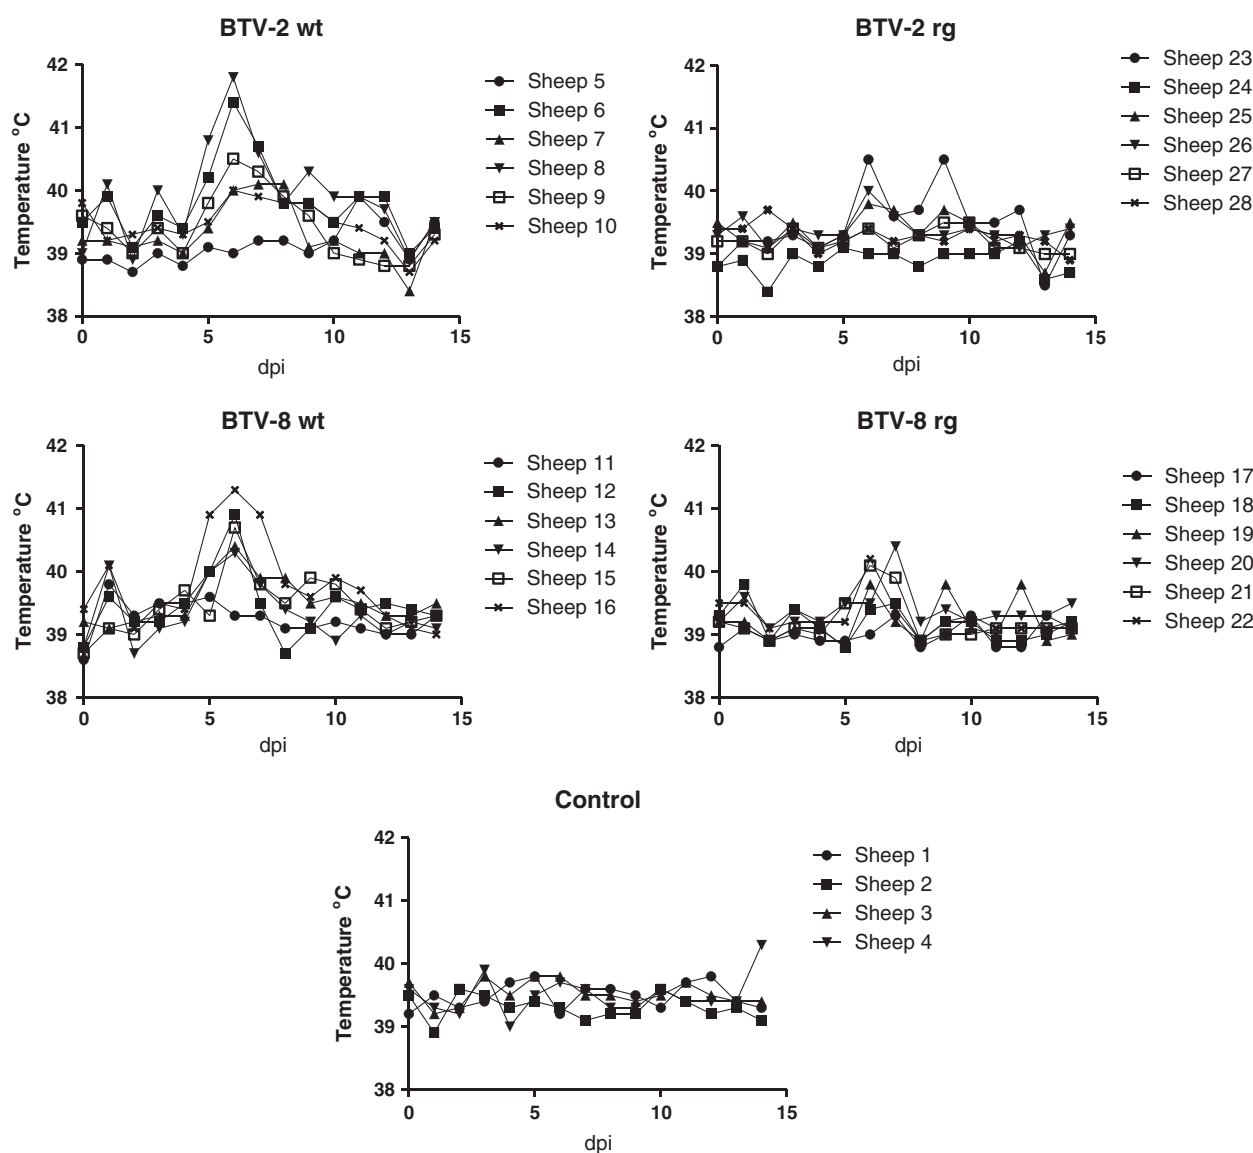 BTV-2 wt
Temperature °C
42
41
40
39
38
0 5 10 15
dpi
Sheep 5
Sheep 6
Sheep 7
Sheep 8
Sheep 9
Sheep 10
BTV-2 rg
Temperature °C
42
41
40
39
38
0 5 10 15
dpi
Sheep 23
Sheep 24
Sheep 25
Sheep 26
Sheep 27
Sheep 28
BTV-8 wt
Temperature °C
42
41
40
39
38
0 5 10 15
dpi
Sheep 11
Sheep 12
Sheep 13
Sheep 14
Sheep 15
Sheep 16
BTV-8 rg
Temperature °C
42
41
40
39
38
0 5 10 15
dpi
Sheep 17
Sheep 18
Sheep 19
Sheep 20
Sheep 21
Sheep 22
Control
Temperature °C
42
41
40
39
38
0 5 10 15
dpi
Sheep 1
Sheep 2
Sheep 3
Sheep 4